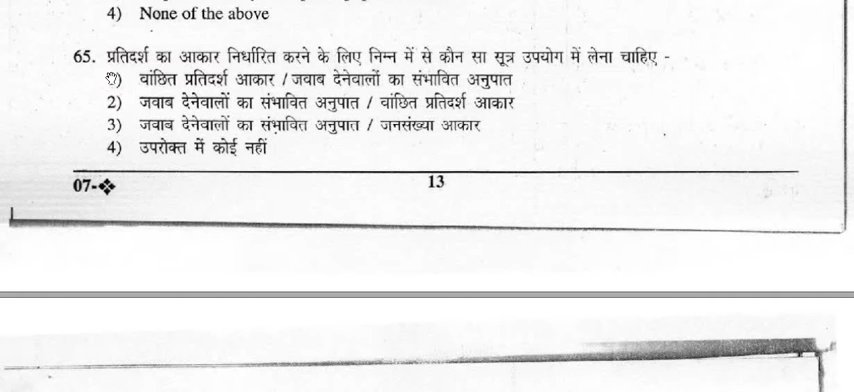 4) None of the above
65. प्रतिदर्श का आकार निर्धारित करने के लिए निम्न में से कौन सा सूत्र उपयोग में लेना चाहिए -
1) वांछित प्रतिदर्श आकार / जवाब देनेवालों का संभावित अनुपात
2) जवाब देनेवालों का संभावित अनुपात / वांछित प्रतिदर्श आकार
3) जवाब देनेवालों का संभावित अनुपात / जनसंख्या आकार
4) उपरोक्त में कोई नहीं
07-❖ 13